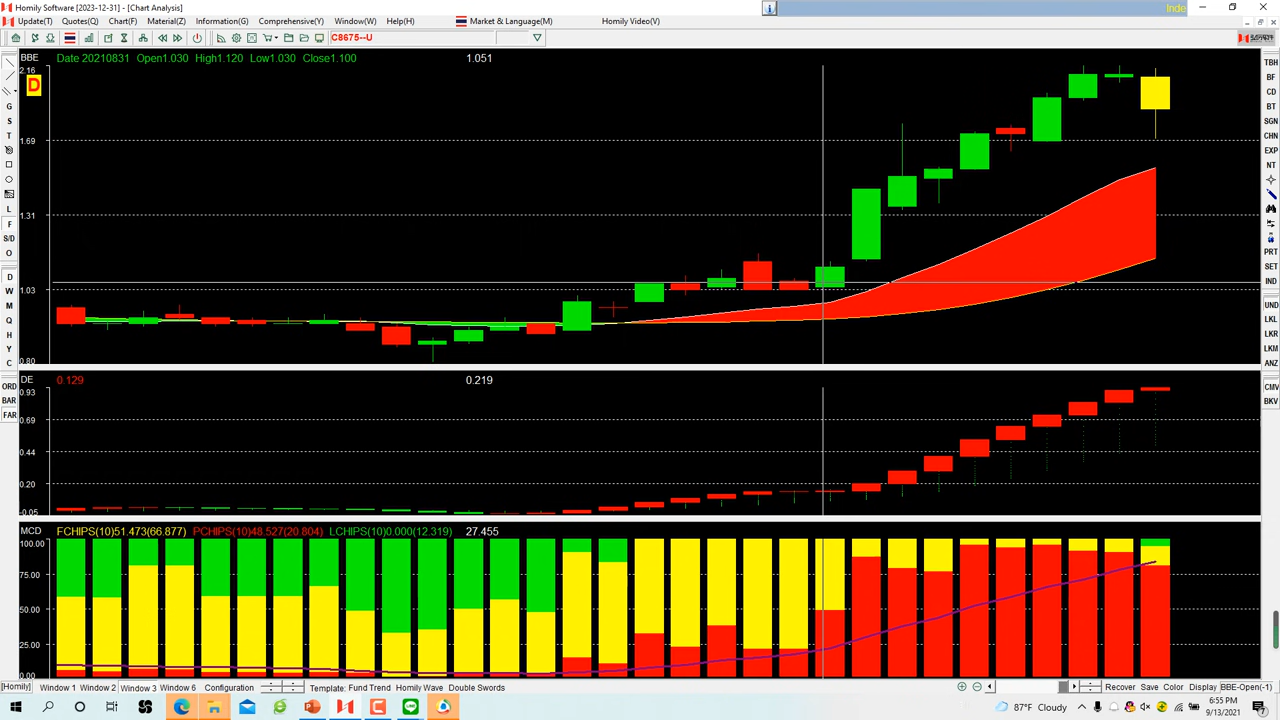 Homily Software [2023-12-31] - [Chart Analysis]
Inde
Update(T) Quotes(Q) Chart(F) Material(Z) Information(G) Comprehensive(Y) Window(W) Help(H) Market & Language(M) Homily Video(V)
C8675--U
BBE Date 20210831 Open1.030 High1.120 Low1.030 Close1.100 1.051
2.16
D
1.69
1.31
1.03
0.80
DE 0.129 0.219
0.93
0.69
0.44
0.20
-0.05
MCD FCHIPS(10)51.473(66.877) PCHIPS(10)48.527(20.804) LCHIPS(10)0.000(12.319) 27.455
100.00
75.00
50.00
25.00
0.00
G
S
T
L
F
S/D
O
D
W
M
Q
H
Y
C
ORD
BAR
FAR
TBH
BF
CD
BT
SGN
CHN
EXP
NT
PRT
SET
IND
UND
LKL
LKR
LKM
ANZ
CMV
BKV
[Homily] Window 1 Window 2 Window 3 Window 6 Configuration Template: Fund Trend Homily Wave Double Swords Recover Save Color Display BBE-Open(-1)
87°F Cloudy
6:55 PM
9/13/2021